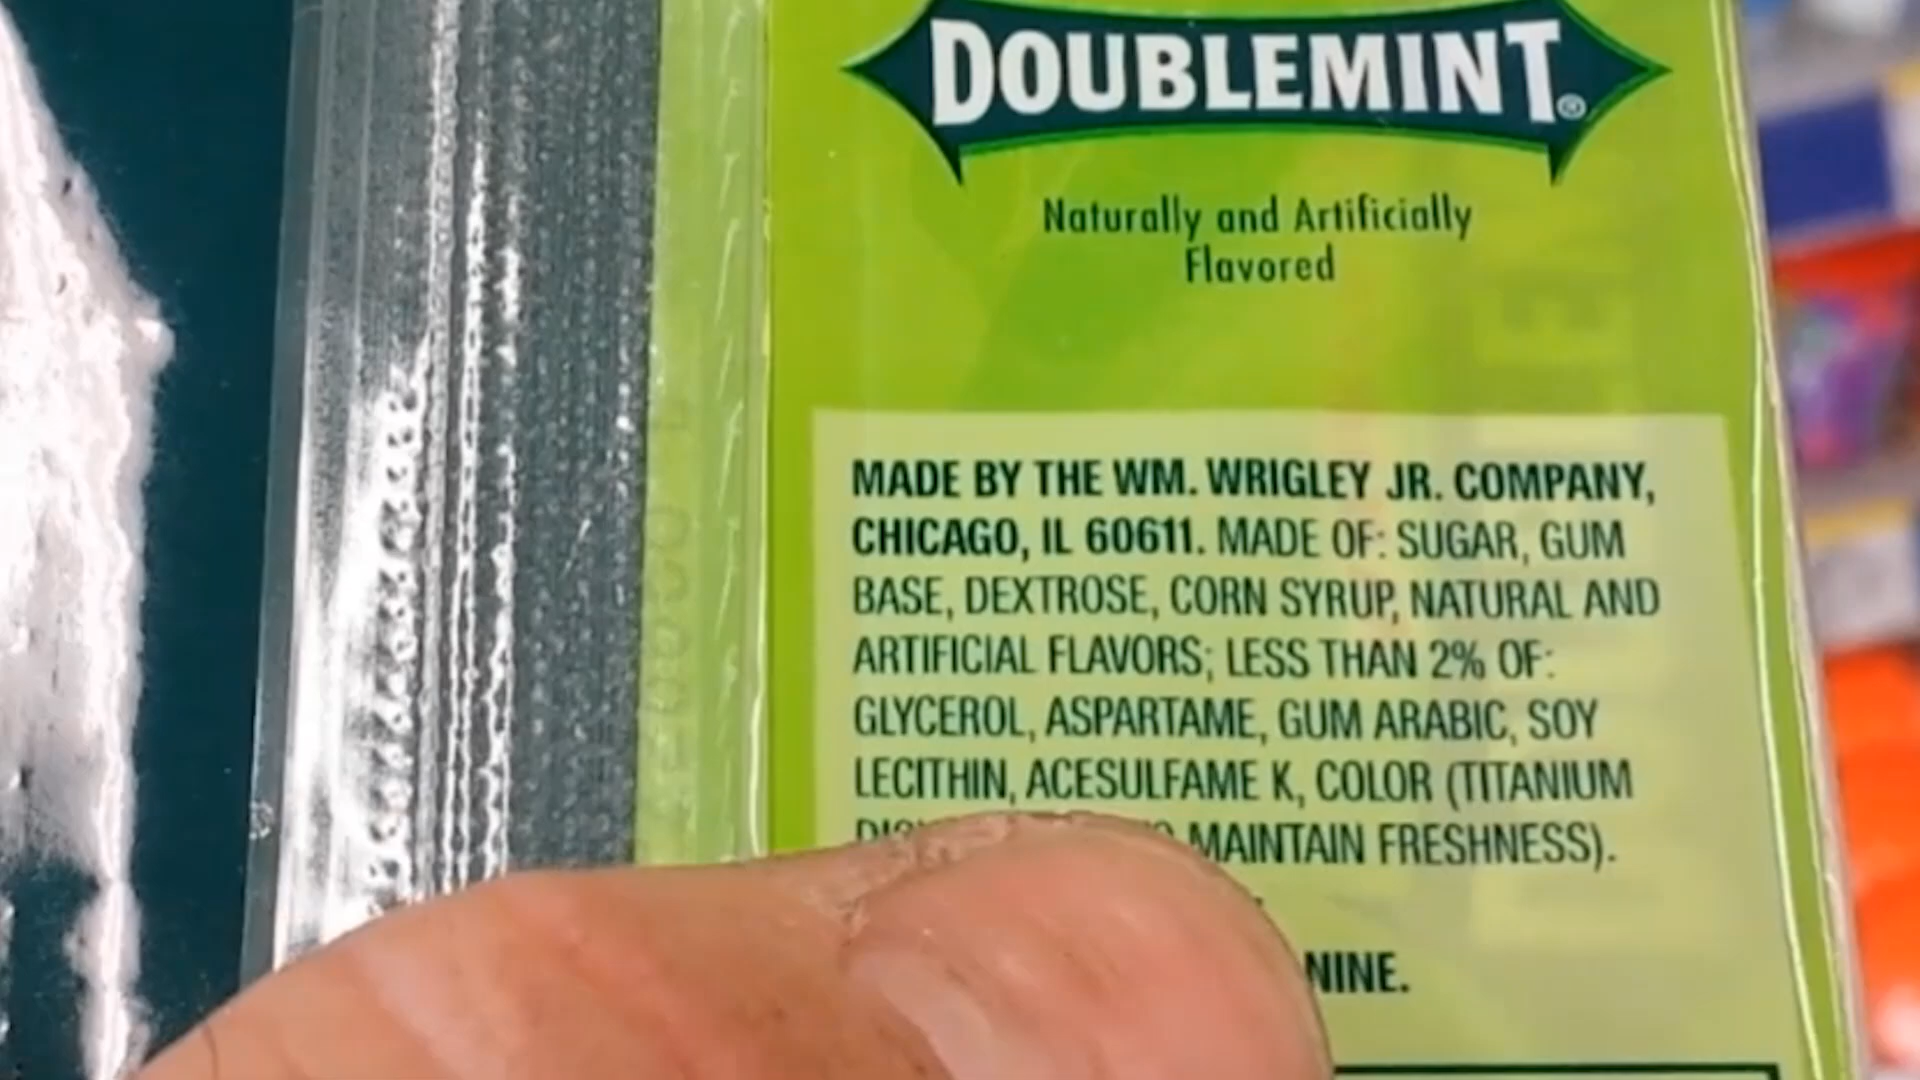 DOUBLEMINT®
Naturally and Artificially
Flavored
MADE BY THE WM. WRIGLEY JR. COMPANY,
CHICAGO, IL 60611. MADE OF: SUGAR, GUM
BASE, DEXTROSE, CORN SYRUP, NATURAL AND
ARTIFICIAL FLAVORS; LESS THAN 2% OF:
GLYCEROL, ASPARTAME, GUM ARABIC, SOY
LECITHIN, ACESULFAME K, COLOR (TITANIUM
MAINTAIN FRESHNESS).
NINE.